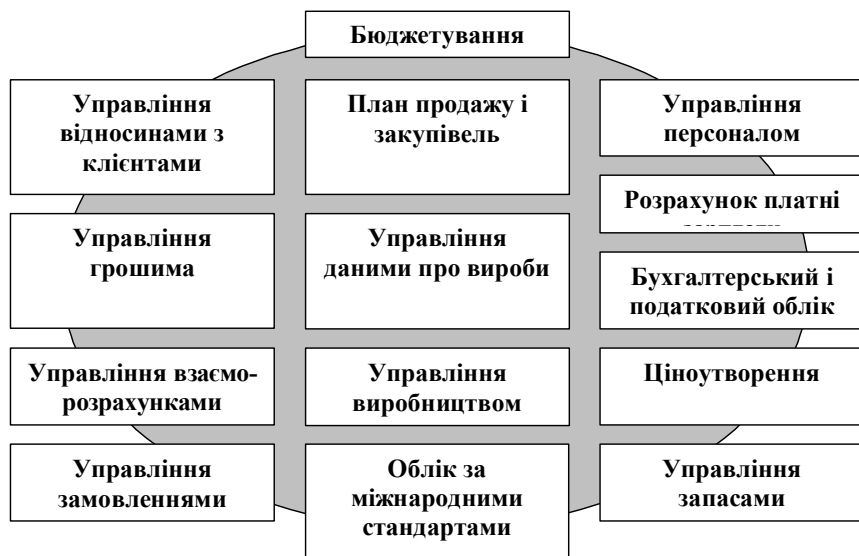 Бюджетування
Управління
відносинами з
клієнтами
План продажу і
закупівель
Управління
персоналом
Розрахунок платні
Управління
грошима
Управління
даними про вироби
Бухгалтерський і
податковий облік
Управління взаємо-
розрахунками
Управління
виробництвом
Ціноутворення
Управління
замовленнями
Облік за
міжнародними
стандартами
Управління
запасами